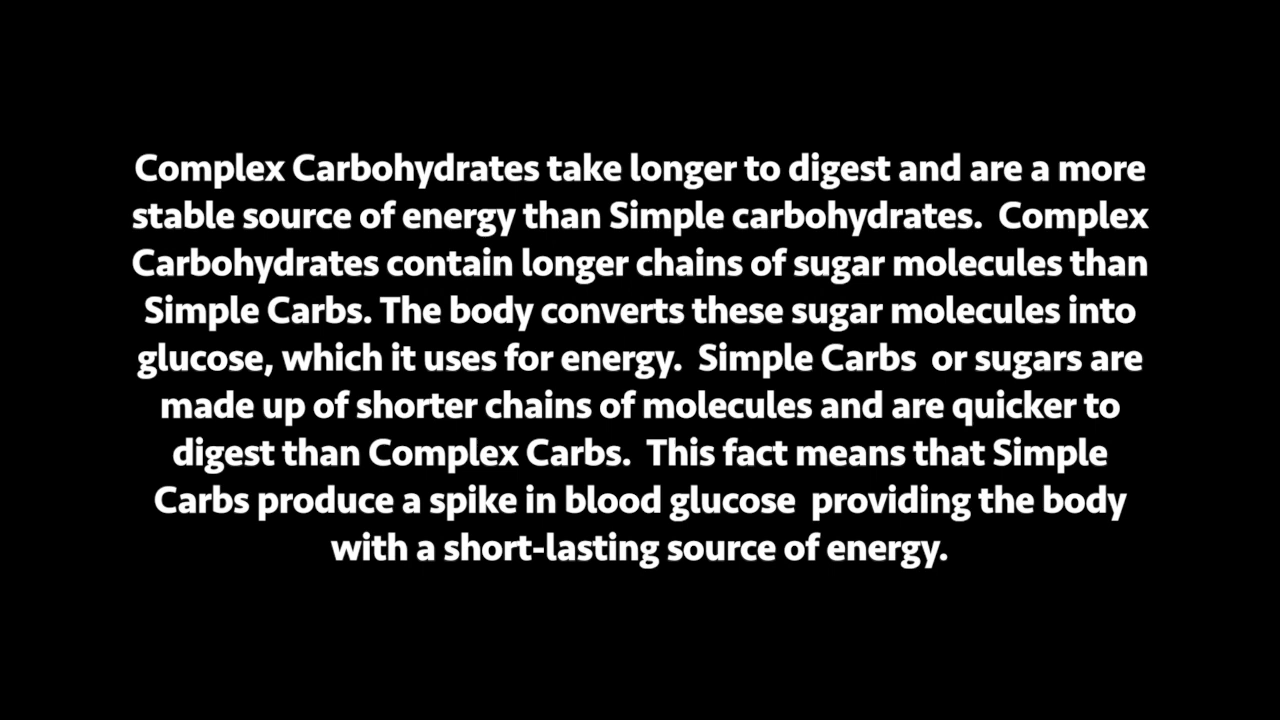 Complex Carbohydrates take longer to digest and are a more
stable source of energy than Simple carbohydrates.  Complex
Carbohydrates contain longer chains of sugar molecules than
Simple Carbs. The body converts these sugar molecules into
glucose, which it uses for energy.  Simple Carbs  or sugars are
made up of shorter chains of molecules and are quicker to
digest than Complex Carbs.  This fact means that Simple
Carbs produce a spike in blood glucose  providing the body
with a short-lasting source of energy.